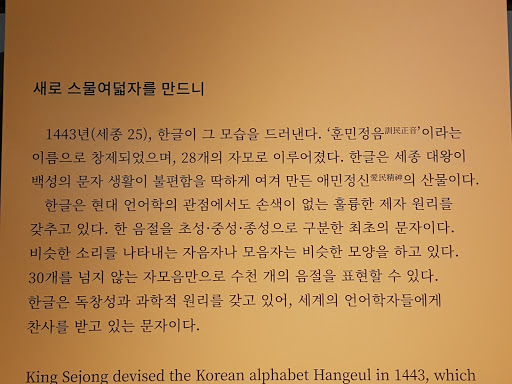 새로 스물여덟자를 만드니
1443년(세종 25), 한글이 그 모습을 드러낸다. ‘훈민정음訓民正音’이라는
이름으로 창제되었으며, 28개의 자모로 이루어졌다. 한글은 세종 대왕이
백성의 문자 생활이 불편함을 딱하게 여겨 만든 애민정신愛民精神의 산물이다.
한글은 현대 언어학의 관점에서도 손색이 없는 훌륭한 제자 원리를
갖추고 있다. 한 음절을 초성·중성·종성으로 구분한 최초의 문자이다.
비슷한 소리를 나타내는 자음자나 모음자는 비슷한 모양을 하고 있다.
30개를 넘지 않는 자모음만으로 수천 개의 음절을 표현할 수 있다.
한글은 독창성과 과학적 원리를 갖고 있어, 세계의 언어학자들에게
찬사를 받고 있는 문자이다.
King Sejong devised the Korean alphabet Hangeul in 1443, which